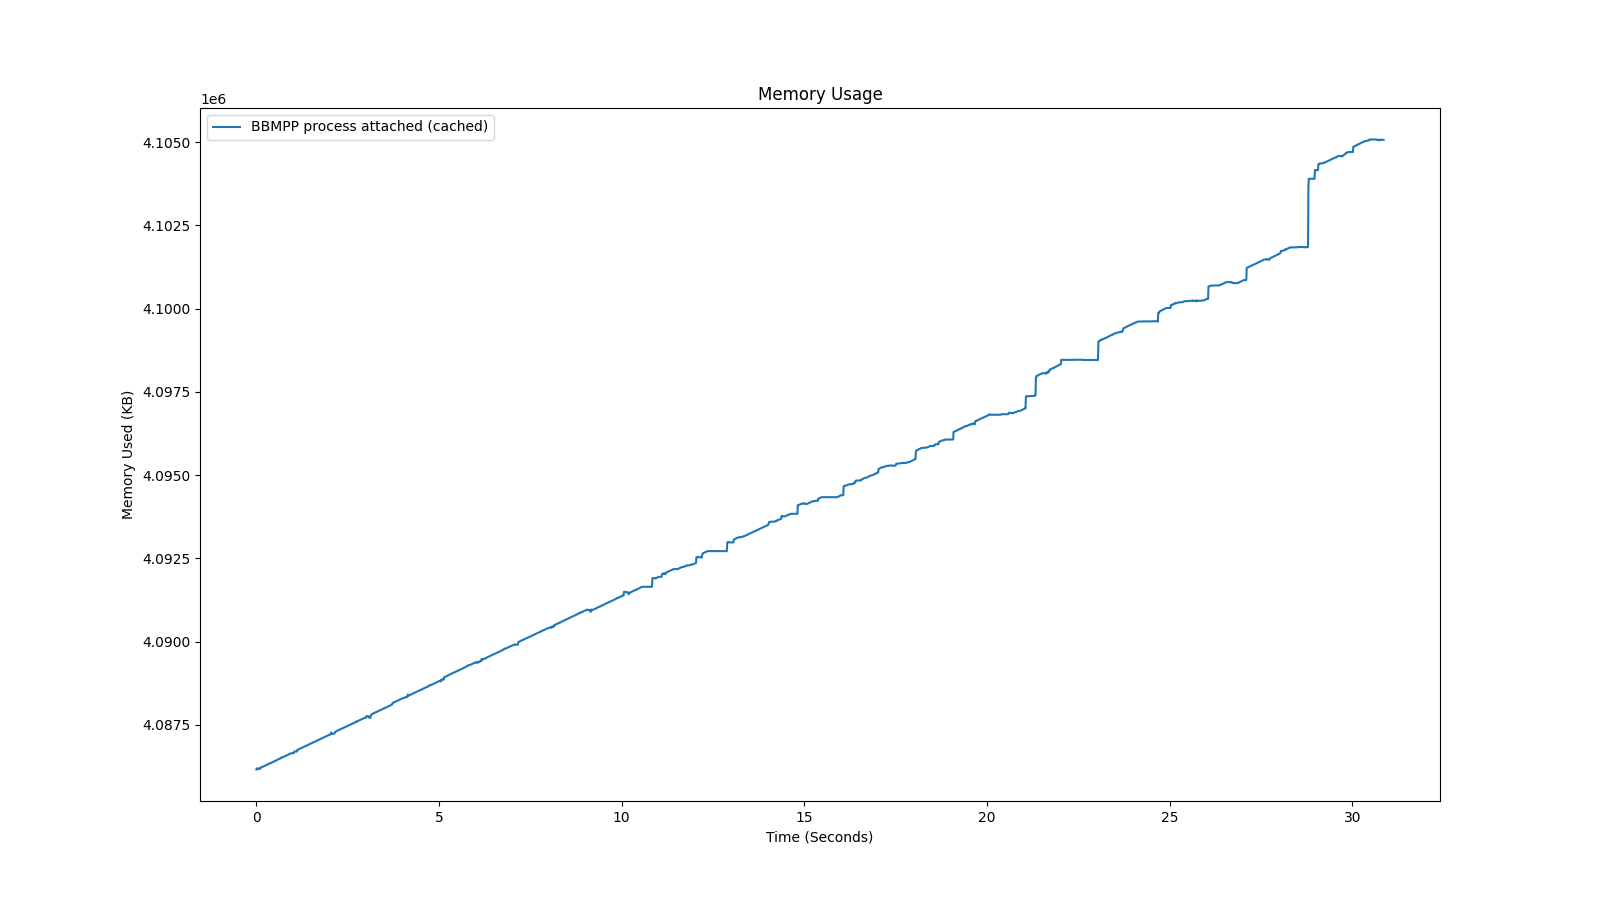 Memory Usage
1e6
BBMPP process attached (cached)
4.1050
4.1025
4.1000
4.0975
4.0950
4.0925
4.0900
4.0875
Memory Used (KB)
0 5 10 15 20 25 30
Time (Seconds)